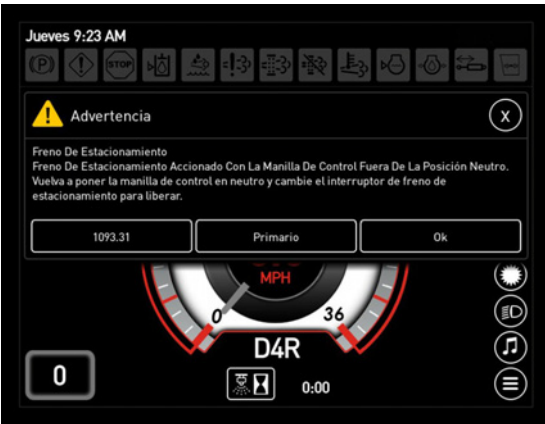 Jueves 9:23 AM
(P)
STOP
Advertencia
X
Freno De Estacionamiento
Freno De Estacionamiento Accionado Con La Manilla De Control Fuera De La Posición Neutro.
Vuelva a poner la manilla de control en neutro y cambie el interruptor de freno de
estacionamiento para liberar.
1093.31 Primario Ok
MPH
0 36
D4R
0 0:00